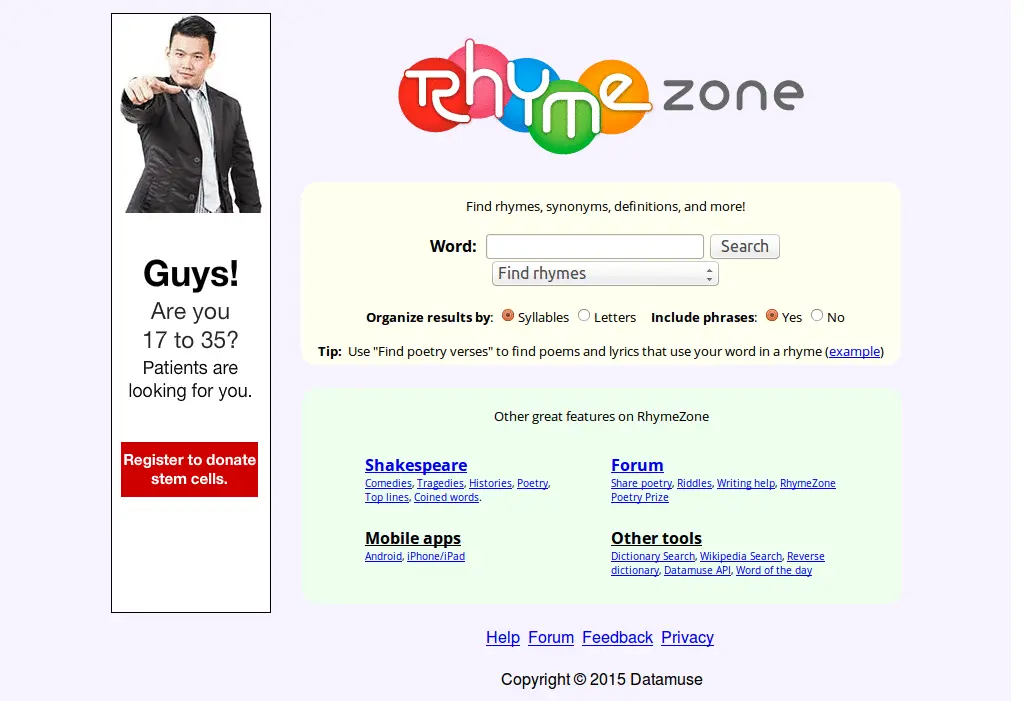 Guys!
Are you
17 to 35?
Patients are
looking for you.
Register to donate
stem cells.
Rhyme zone
Find rhymes, synonyms, definitions, and more!
Word: Search
Find rhymes
Organize results by: Syllables Letters Include phrases: Yes No
Tip: Use "Find poetry verses" to find poems and lyrics that use your word in a rhyme (example)
Other great features on RhymeZone
Shakespeare
Comedies, Tragedies, Histories, Poetry,
Top lines, Coined words.
Forum
Share poetry, Riddles, Writing help, RhymeZone
Poetry Prize
Mobile apps
Android, iPhone/iPad
Other tools
Dictionary Search, Wikipedia Search, Reverse
dictionary, Datamuse API, Word of the day
Help Forum Feedback Privacy
Copyright © 2015 Datamuse